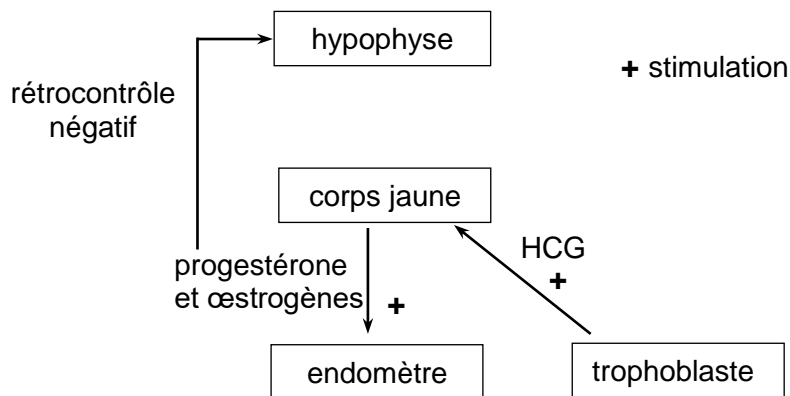 hypophyse
+ stimulation
rétrocontrôle
négatif
corps jaune
HCG
+
progestérone
et œstrogènes
+
endomètre
trophoblaste